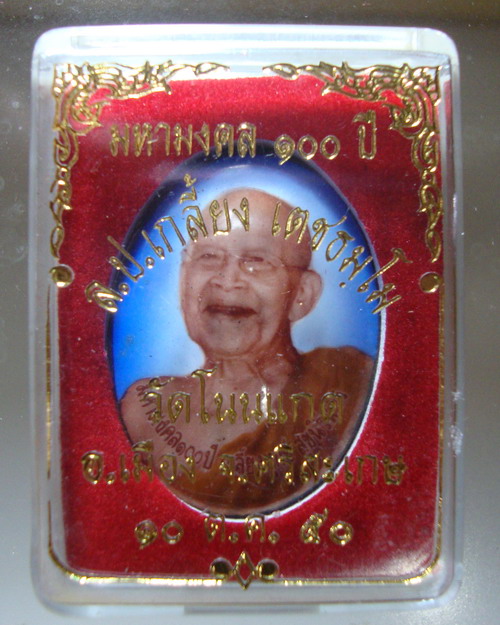 มหามงคล ๑๐๐ ปี
ล.ป.เกลี้ยง เตชธมฺโม
วัดโนนแกด
อ.เมือง จ.ศรีสะเกษ
๑๐ ต.ค. ๕๐